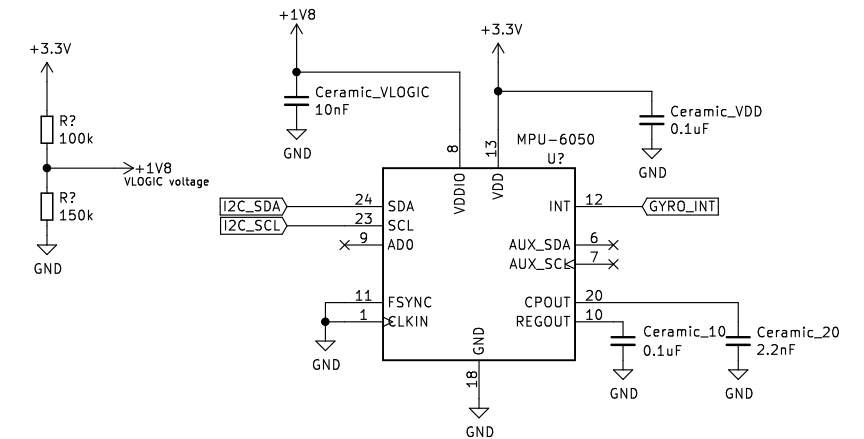 +3.3V
R?
100k
+1V8
VLOGIC voltage
R?
150k
GND
+1V8
Ceramic_VLOGIC
10nF
GND
+3.3V
Ceramic_VDD
0.1uF
GND
MPU-6050
U?
8
13
VDDIO
VDD
I2C_SDA
24
SDA
I2C_SCL
23
SCL
9
AD0
11
FSYNC
1
CLKIN
GND
INT
12
GYRO_INT
AUX_SDA
6
AUX_SCL
7
CPOUT
20
REGOUT
10
Ceramic_10
0.1uF
GND
Ceramic_20
2.2nF
GND
GND
18
GND